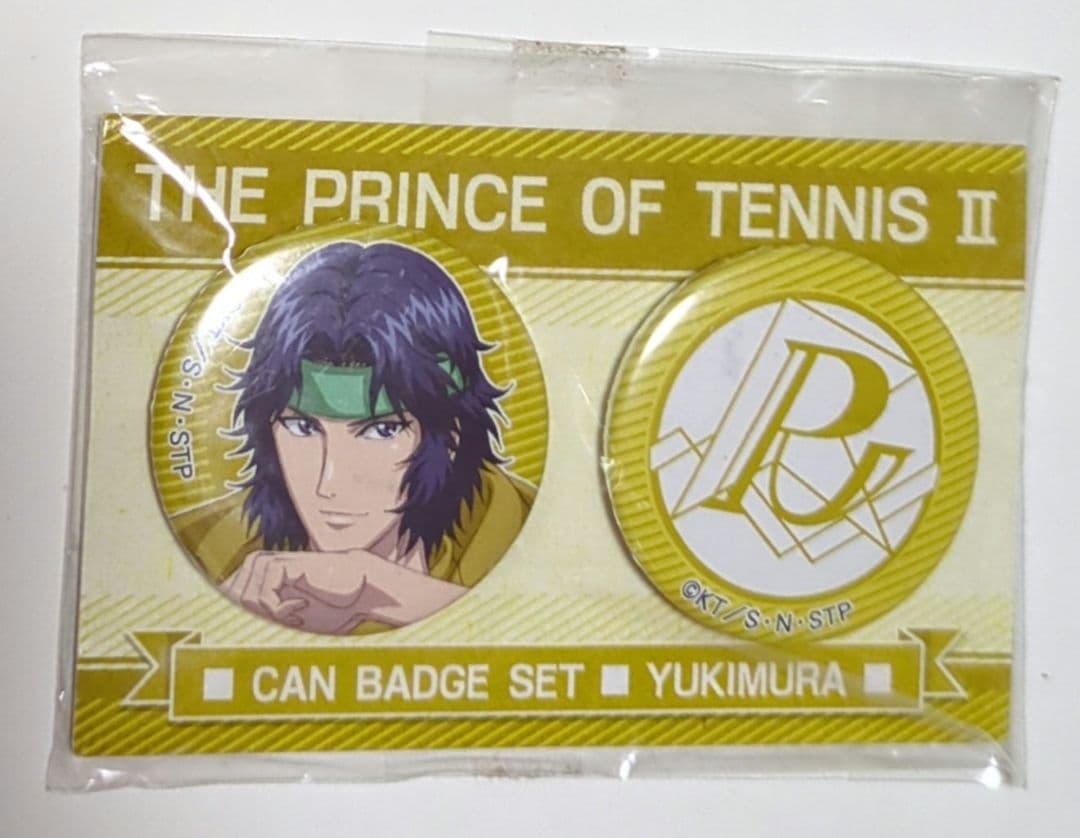 THE PRINCE OF TENNIS II
/S・N・STP
©KT/S・N・STP
■ CAN BADGE SET ■ YUKIMURA ■